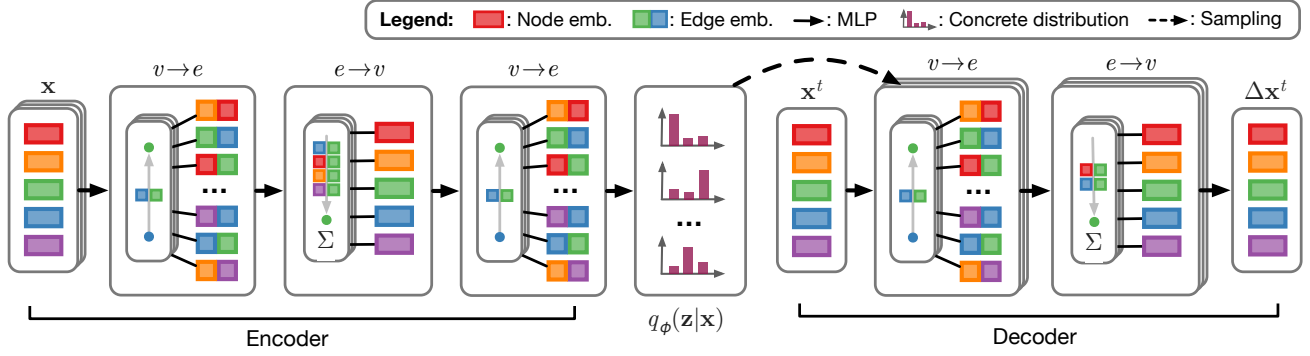 Legend: : Node emb. : Edge emb. : MLP : Concrete distribution : Sampling
x v→e e→v v→e x^t v→e e→v Δx^t
... ... ... ...
Σ Σ
q_ϕ(z|x)
Encoder Decoder